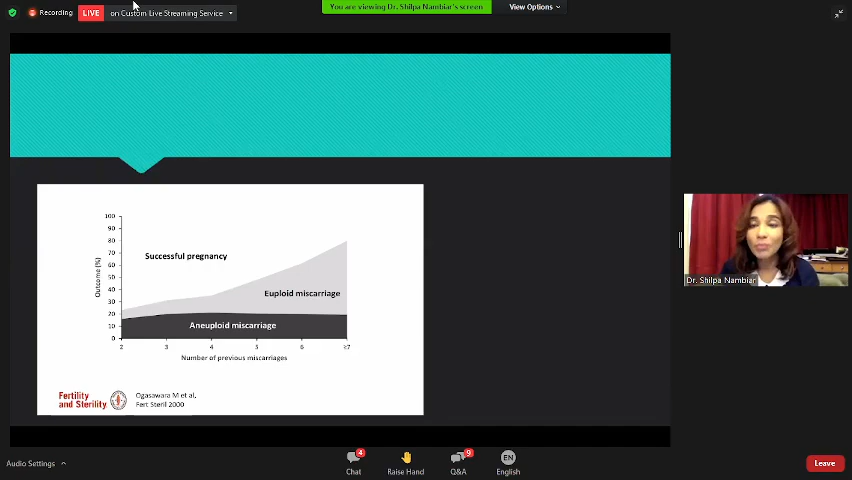 Recording
LIVE on Custom Live Streaming Service
You are viewing Dr. Shilpa Nambiar's screen
View Options
100
90
80
70
60
50
40
30
20
10
0
Outcome (%)
Successful pregnancy
Euploid miscarriage
Aneuploid miscarriage
2 3 4 5 6 ≥7
Number of previous miscarriages
Fertility
and Sterility
Ogasawara M et al,
Fert Steril 2000
Dr. Shilpa Nambiar
Audio Settings
4
Chat
Raise Hand
9
Q&A
EN
English
Leave